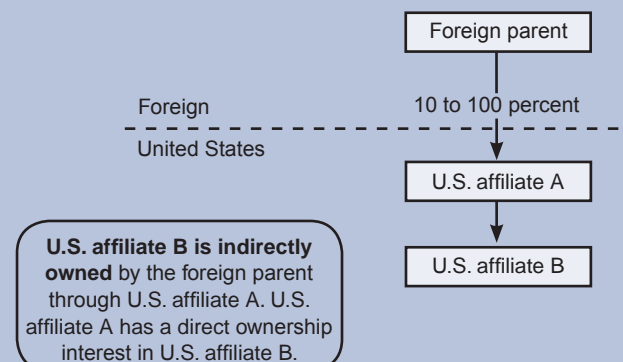 Foreign parent
Foreign
10 to 100 percent
United States
U.S. affiliate A
U.S. affiliate B
U.S. affiliate B is indirectly
owned by the foreign parent
through U.S. affiliate A. U.S.
affiliate A has a direct ownership
interest in U.S. affiliate B.